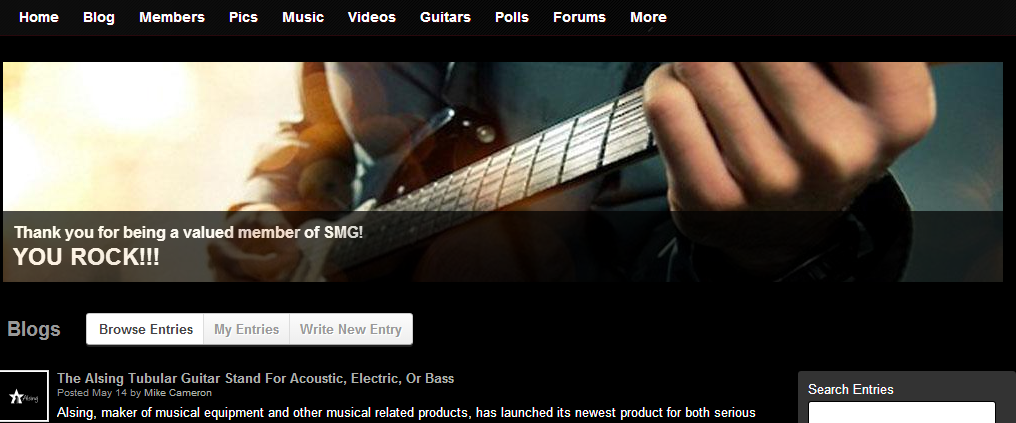 Home Blog Members Pics Music Videos Guitars Polls Forums More
Thank you for being a valued member of SMG!
YOU ROCK!!!
Blogs Browse Entries My Entries Write New Entry
Alsing
The Alsing Tubular Guitar Stand For Acoustic, Electric, Or Bass
Posted May 14 by Mike Cameron
Alsing, maker of musical equipment and other musical related products, has launched its newest product for both serious
Search Entries